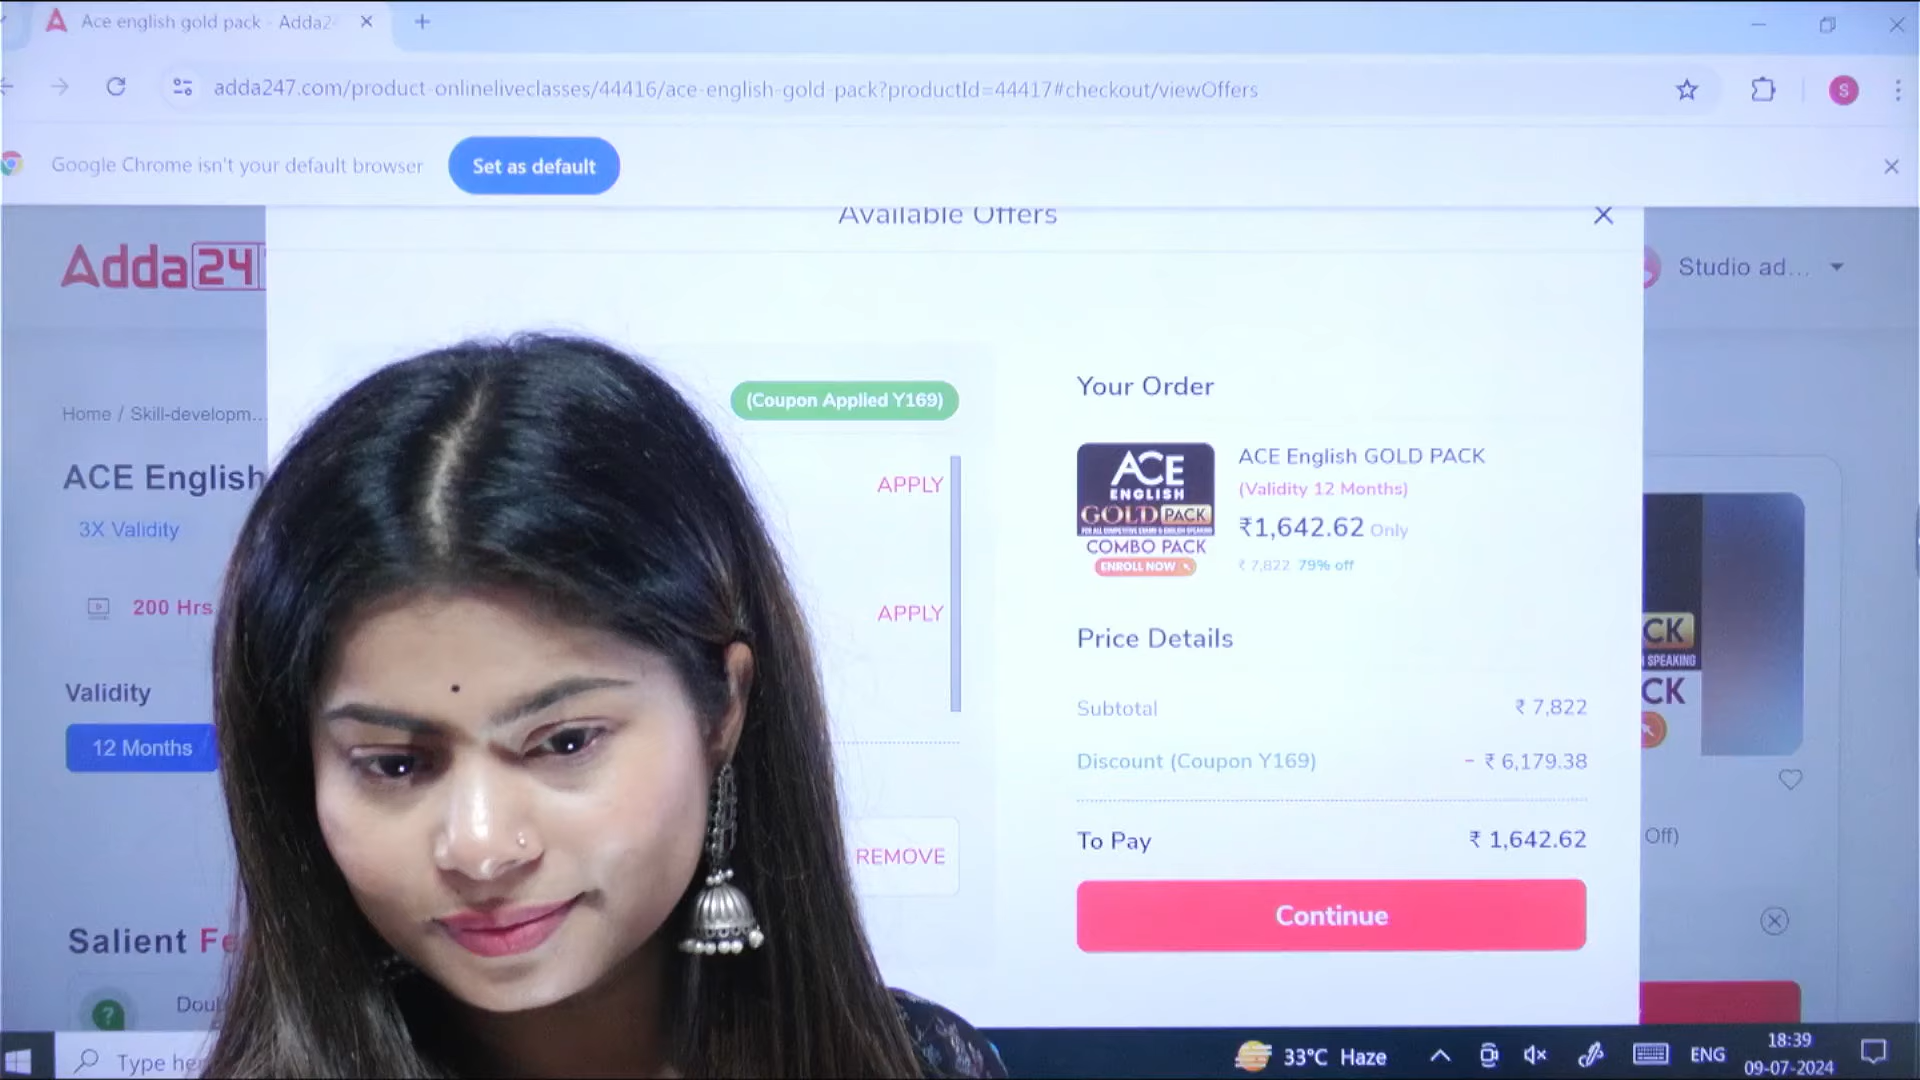 Ace english gold pack - Adda2
adda247.com/product-onlineliveclasses/44416/ace-english-gold-pack?productId=44417#checkout/viewOffers
S
Google Chrome isn't your default browser
Set as default
Available Offers
Adda24
Studio ad...
Home / Skill-developm...
(Coupon Applied Y169)
Your Order
ACE English
3X Validity
APPLY
ACE
ENGLISH
GOLD PACK
COMBO PACK
ENROLL NOW
ACE English GOLD PACK
(Validity 12 Months)
₹1,642.62 Only
₹ 7,822 79% off
200 Hrs
APPLY
Price Details
CK
SPEAKING
CK
Validity
12 Months
Subtotal ₹ 7,822
Discount (Coupon Y169) - ₹ 6,179.38
To Pay ₹ 1,642.62
Off)
REMOVE
Continue
Salient Fe
Dou
?
Type her
33°C Haze
ENG
18:39
09-07-2024